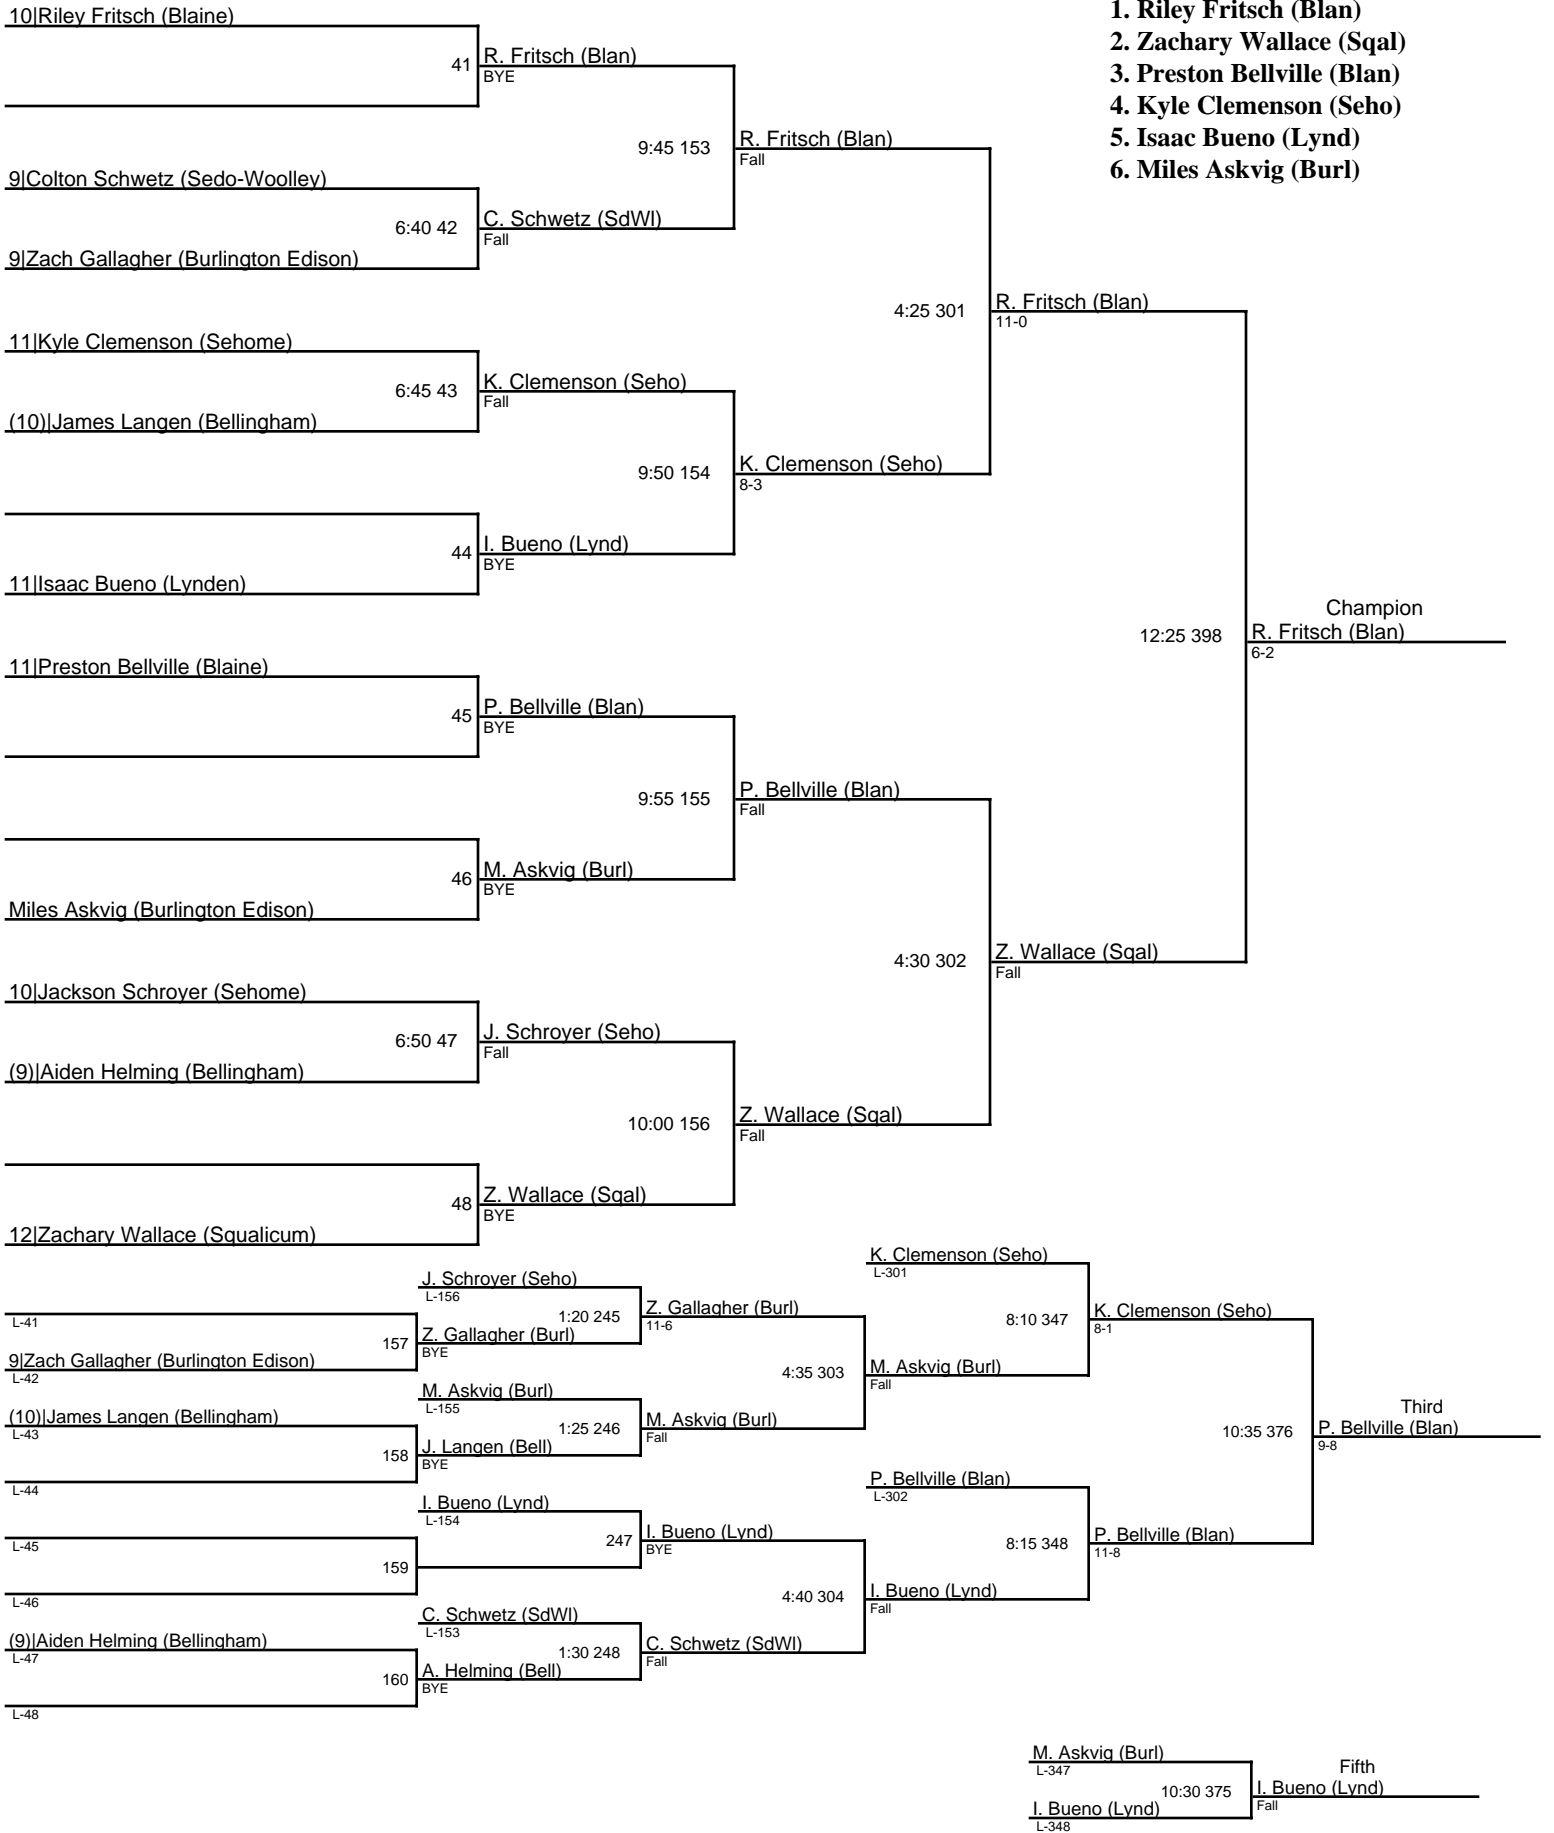 10|Riley Fritsch (Blaine)
41
R. Fritsch (Blan)
BYE
9:45 153
R. Fritsch (Blan)
Fall
9|Colton Schwetz (Sedo-Woolley)
6:40 42
C. Schwetz (SdWl)
Fall
9|Zach Gallagher (Burlington Edison)
4:25 301
R. Fritsch (Blan)
11-0
11|Kyle Clemenson (Sehome)
6:45 43
K. Clemenson (Seho)
Fall
(10)|James Langen (Bellingham)
9:50 154
K. Clemenson (Seho)
8-3
44
I. Bueno (Lynd)
BYE
11|Isaac Bueno (Lynden)
12:25 398
Champion
R. Fritsch (Blan)
6-2
11|Preston Bellville (Blaine)
45
P. Bellville (Blan)
BYE
9:55 155
P. Bellville (Blan)
Fall
46
M. Askvig (Burl)
BYE
Miles Askvig (Burlington Edison)
4:30 302
Z. Wallace (Sqal)
Fall
10|Jackson Schroyer (Sehome)
6:50 47
J. Schroyer (Seho)
Fall
(9)|Aiden Helming (Bellingham)
10:00 156
Z. Wallace (Sqal)
Fall
48
Z. Wallace (Sqal)
BYE
12|Zachary Wallace (Squalicum)
1. Riley Fritsch (Blan)
2. Zachary Wallace (Sqal)
3. Preston Bellville (Blan)
4. Kyle Clemenson (Seho)
5. Isaac Bueno (Lynd)
6. Miles Askvig (Burl)
L-41
9|Zach Gallagher (Burlington Edison)
L-42
157
J. Schroyer (Seho)
L-156
Z. Gallagher (Burl)
BYE
1:20 245
Z. Gallagher (Burl)
11-6
(10)|James Langen (Bellingham)
L-43
L-44
158
M. Askvig (Burl)
L-155
J. Langen (Bell)
BYE
1:25 246
M. Askvig (Burl)
Fall
4:35 303
K. Clemenson (Seho)
L-301
M. Askvig (Burl)
Fall
8:10 347
K. Clemenson (Seho)
8-1
L-45
L-46
159
I. Bueno (Lynd)
L-154
247
I. Bueno (Lynd)
BYE
(9)|Aiden Helming (Bellingham)
L-47
L-48
160
C. Schwetz (SdWl)
L-153
A. Helming (Bell)
BYE
1:30 248
C. Schwetz (SdWl)
Fall
4:40 304
P. Bellville (Blan)
L-302
I. Bueno (Lynd)
Fall
8:15 348
P. Bellville (Blan)
11-8
10:35 376
Third
P. Bellville (Blan)
9-8
M. Askvig (Burl)
L-347
I. Bueno (Lynd)
L-348
10:30 375
Fifth
I. Bueno (Lynd)
Fall